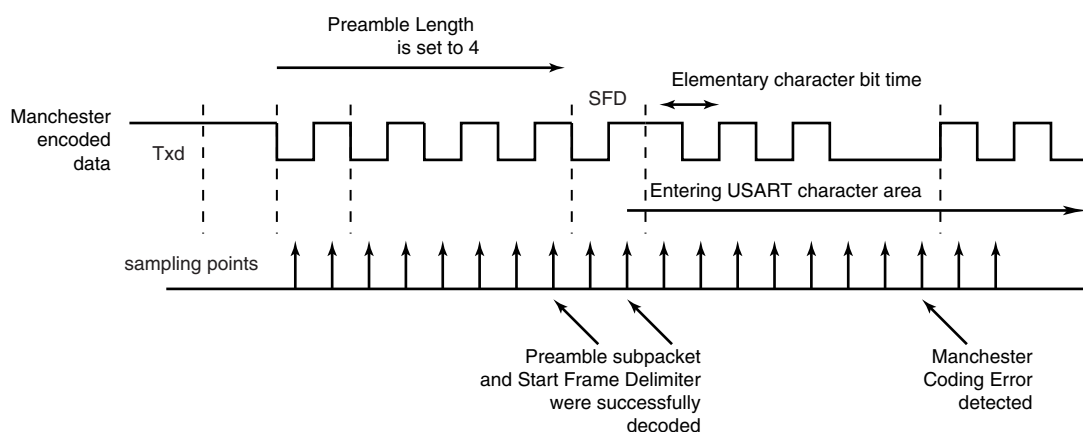 Preamble Length
is set to 4
Elementary character bit time
SFD
Manchester
encoded
data
Txd
Entering USART character area
sampling points
Preamble subpacket
and Start Frame Delimiter
were successfully
decoded
Manchester
Coding Error
detected